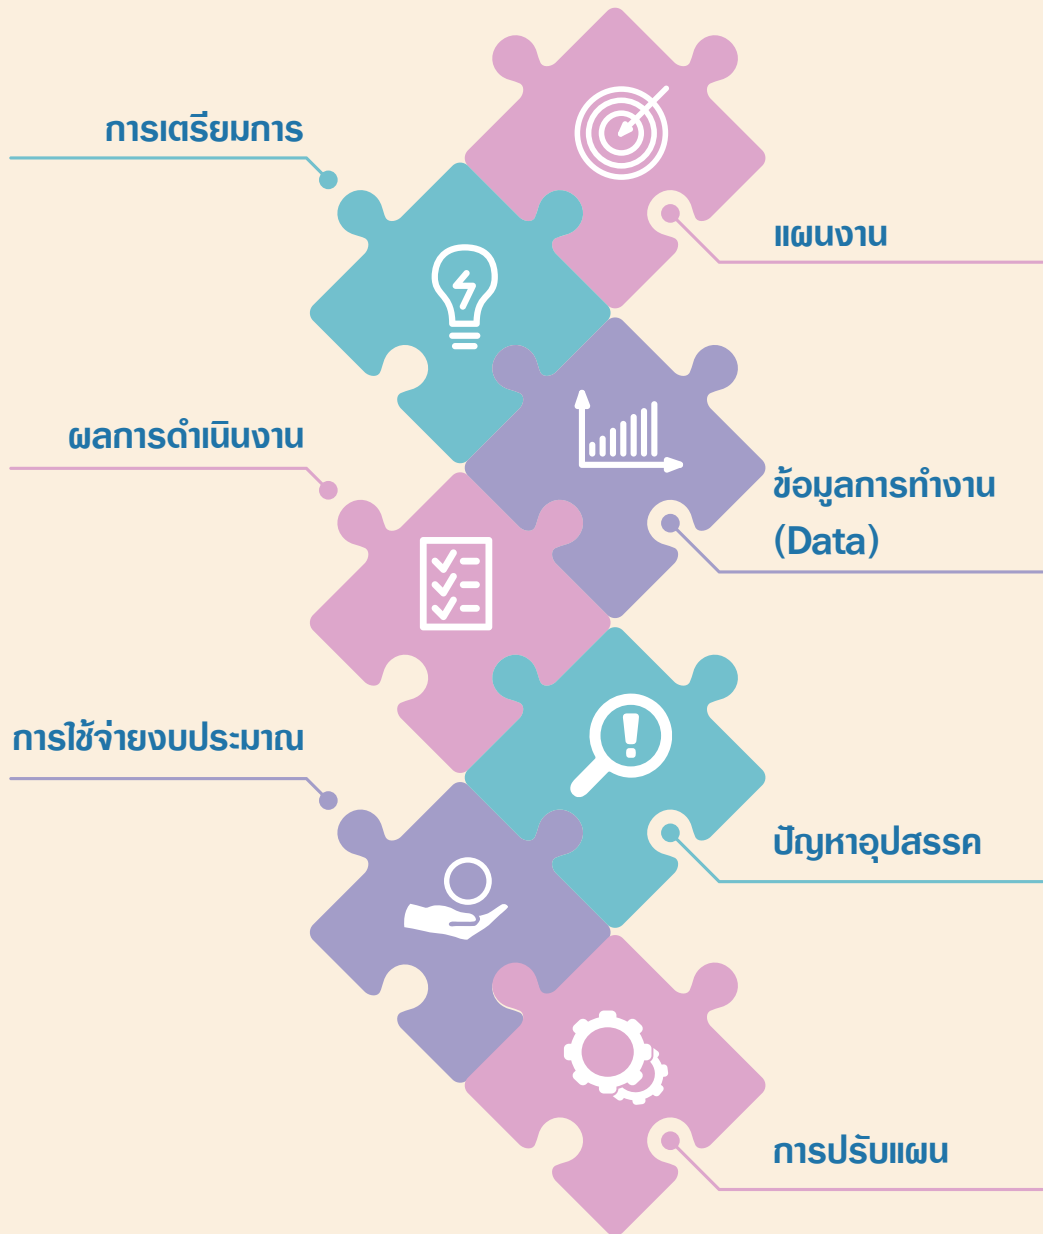 การเตรียมการ
แผนงาน
ผลการดำเนินงาน
ข้อมูลการทำงาน
(Data)
การใช้จ่ายงบประมาณ
ปัญหาอุปสรรค
การปรับแผน